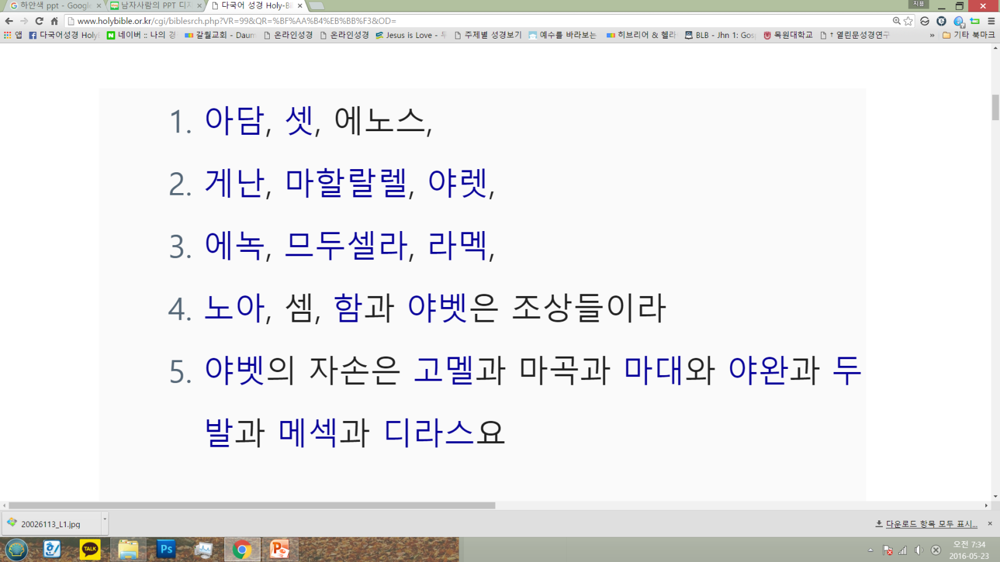 하얀색 ppt - Google
남자사람의 PPT 디자
다국어 성경 Holy-Bi
지용
www.holybible.or.kr/cgi/biblesrch.php?VR=99&QR=%BF%AA%B4%EB%BB%F3&OD=
앱 다국어성경 Holy 네이버 :: 나의 경 갈월교회 - Daum 온라인성경 온라인성경 Jesus is Love - 두 주제별 성경보기 예수를 바라보는 히브리어 & 헬라 BLB - Jhn 1: Gosp 목원대학교 ↑열린문성경연구 » 기타 북마크
1. 아담, 셋, 에노스,
2. 게난, 마할랄렐, 야렛,
3. 에녹, 므두셀라, 라멕,
4. 노아, 셈, 함과 야벳은 조상들이라
5. 야벳의 자손은 고멜과 마곡과 마대와 야완과 두
발과 메섹과 디라스요
20026113_L1.jpg
다운로드 항목 모두 표시...
TALK
Ps
오전 7:34
2016-05-23